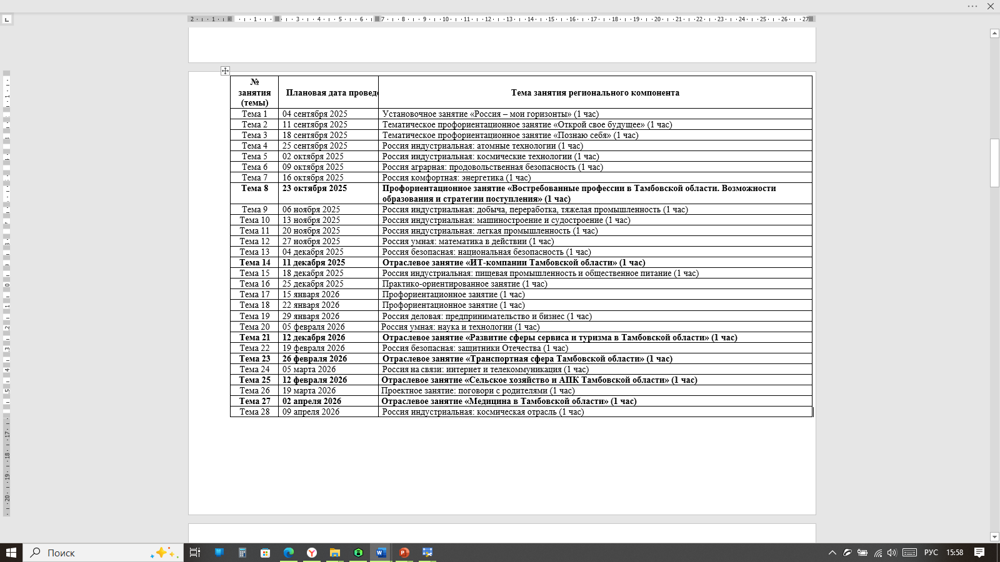 №
занятия
(темы)
Плановая дата проведе
Тема занятия регионального компонента
Тема 1 04 сентября 2025 Установочное занятие «Россия – мои горизонты» (1 час)
Тема 2 11 сентября 2025 Тематическое профориентационное занятие «Открой свое будущее» (1 час)
Тема 3 18 сентября 2025 Тематическое профориентационное занятие «Познаю себя» (1 час)
Тема 4 25 сентября 2025 Россия индустриальная: атомные технологии (1 час)
Тема 5 02 октября 2025 Россия индустриальная: космические технологии (1 час)
Тема 6 09 октября 2025 Россия аграрная: продовольственная безопасность (1 час)
Тема 7 16 октября 2025 Россия комфортная: энергетика (1 час)
Тема 8 23 октября 2025 Профориентационное занятие «Востребованные профессии в Тамбовской области. Возможности
образования и стратегии поступления» (1 час)
Тема 9 06 ноября 2025 Россия индустриальная: добыча, переработка, тяжелая промышленность (1 час)
Тема 10 13 ноября 2025 Россия индустриальная: машиностроение и судостроение (1 час)
Тема 11 20 ноября 2025 Россия индустриальная: легкая промышленность (1 час)
Тема 12 27 ноября 2025 Россия умная: математика в действии (1 час)
Тема 13 04 декабря 2025 Россия безопасная: национальная безопасность (1 час)
Тема 14 11 декабря 2025 Отраслевое занятие «ИТ-компании Тамбовской области» (1 час)
Тема 15 18 декабря 2025 Россия индустриальная: пищевая промышленность и общественное питание (1 час)
Тема 16 25 декабря 2025 Практико-ориентированное занятие (1 час)
Тема 17 15 января 2026 Профориентационное занятие (1 час)
Тема 18 22 января 2026 Профориентационное занятие (1 час)
Тема 19 29 января 2026 Россия деловая: предпринимательство и бизнес (1 час)
Тема 20 05 февраля 2026 Россия умная: наука и технологии (1 час)
Тема 21 12 декабря 2026 Отраслевое занятие «Развитие сферы сервиса и туризма в Тамбовской области» (1 час)
Тема 22 19 февраля 2026 Россия безопасная: защитники Отечества (1 час)
Тема 23 26 февраля 2026 Отраслевое занятие «Транспортная сфера Тамбовской области» (1 час)
Тема 24 05 марта 2026 Россия на связи: интернет и телекоммуникация (1 час)
Тема 25 12 февраля 2026 Отраслевое занятие «Сельское хозяйство и АПК Тамбовской области» (1 час)
Тема 26 19 марта 2026 Проектное занятие: поговори с родителями (1 час)
Тема 27 02 апреля 2026 Отраслевое занятие «Медицина в Тамбовской области» (1 час)
Тема 28 09 апреля 2026 Россия индустриальная: космическая отрасль (1 час)
Поиск
РУС 15:58